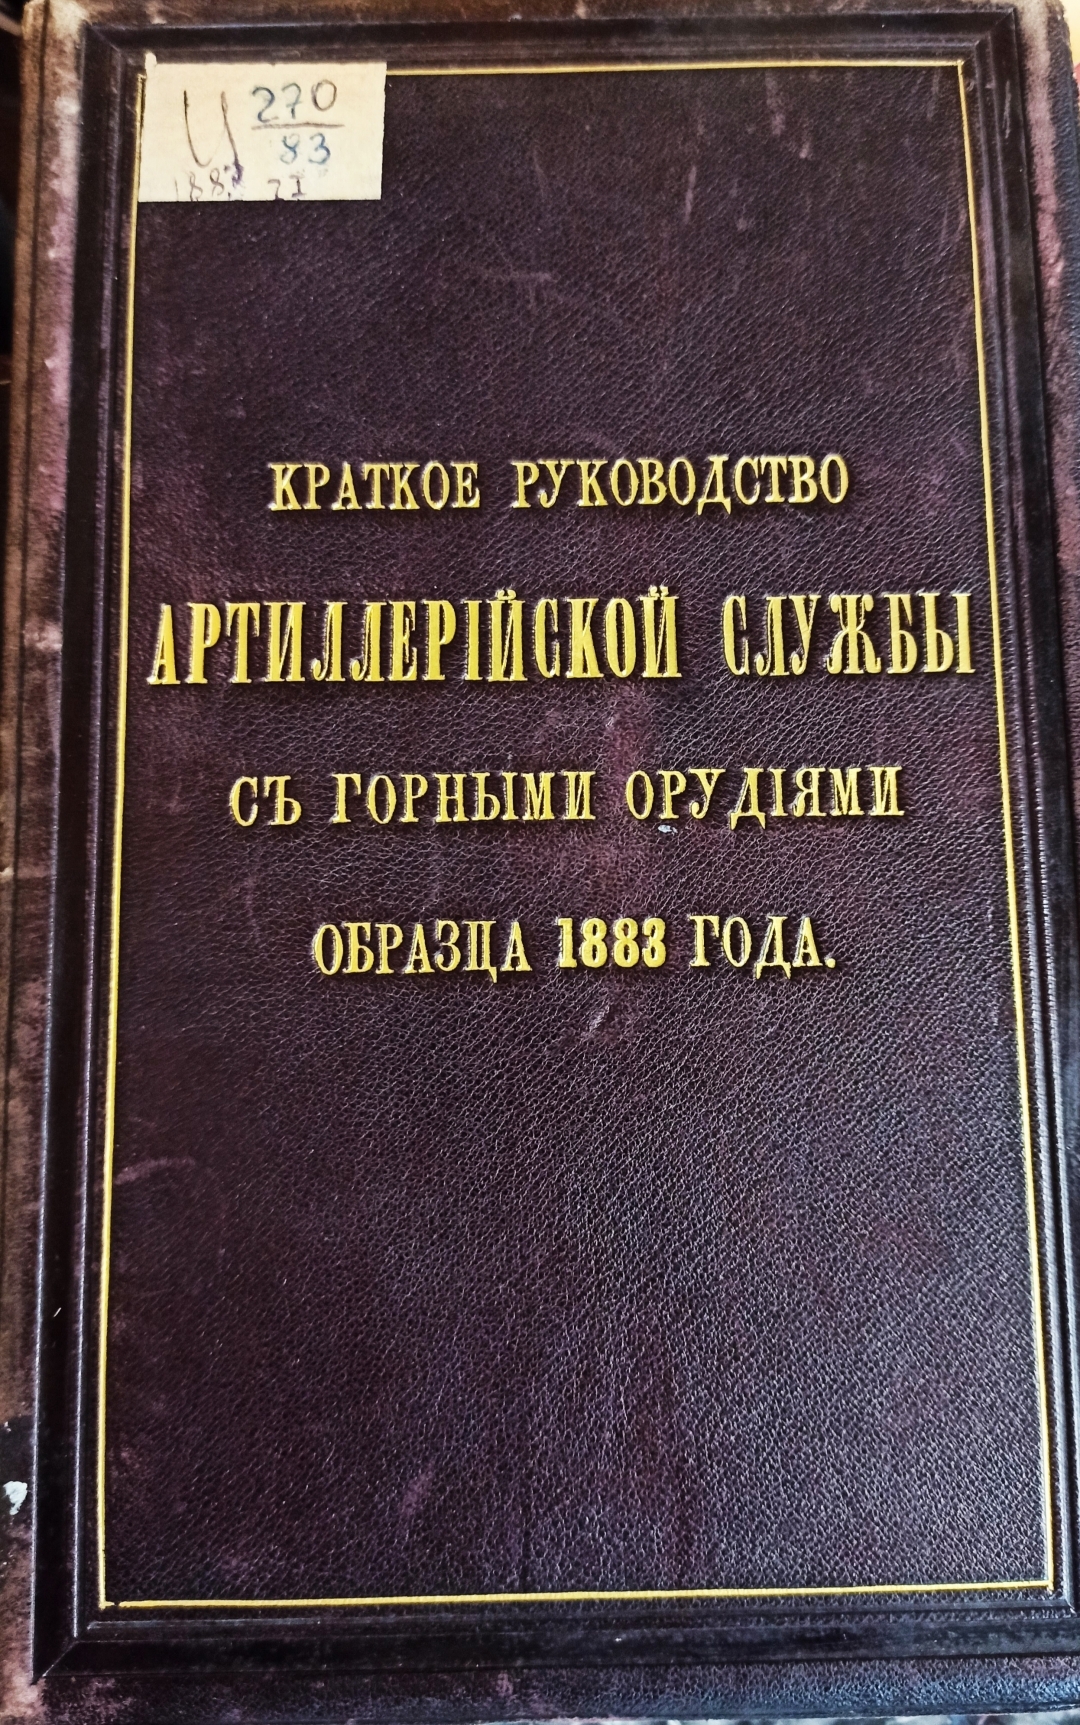 Ц 270
83
КРАТКОЕ РУКОВОДСТВО
АРТИЛЛЕРІЙСКОЙ СЛУЖБЫ
СЪ ГОРНЫМИ ОРУДІЯМИ
ОБРАЗЦА 1883 ГОДА.